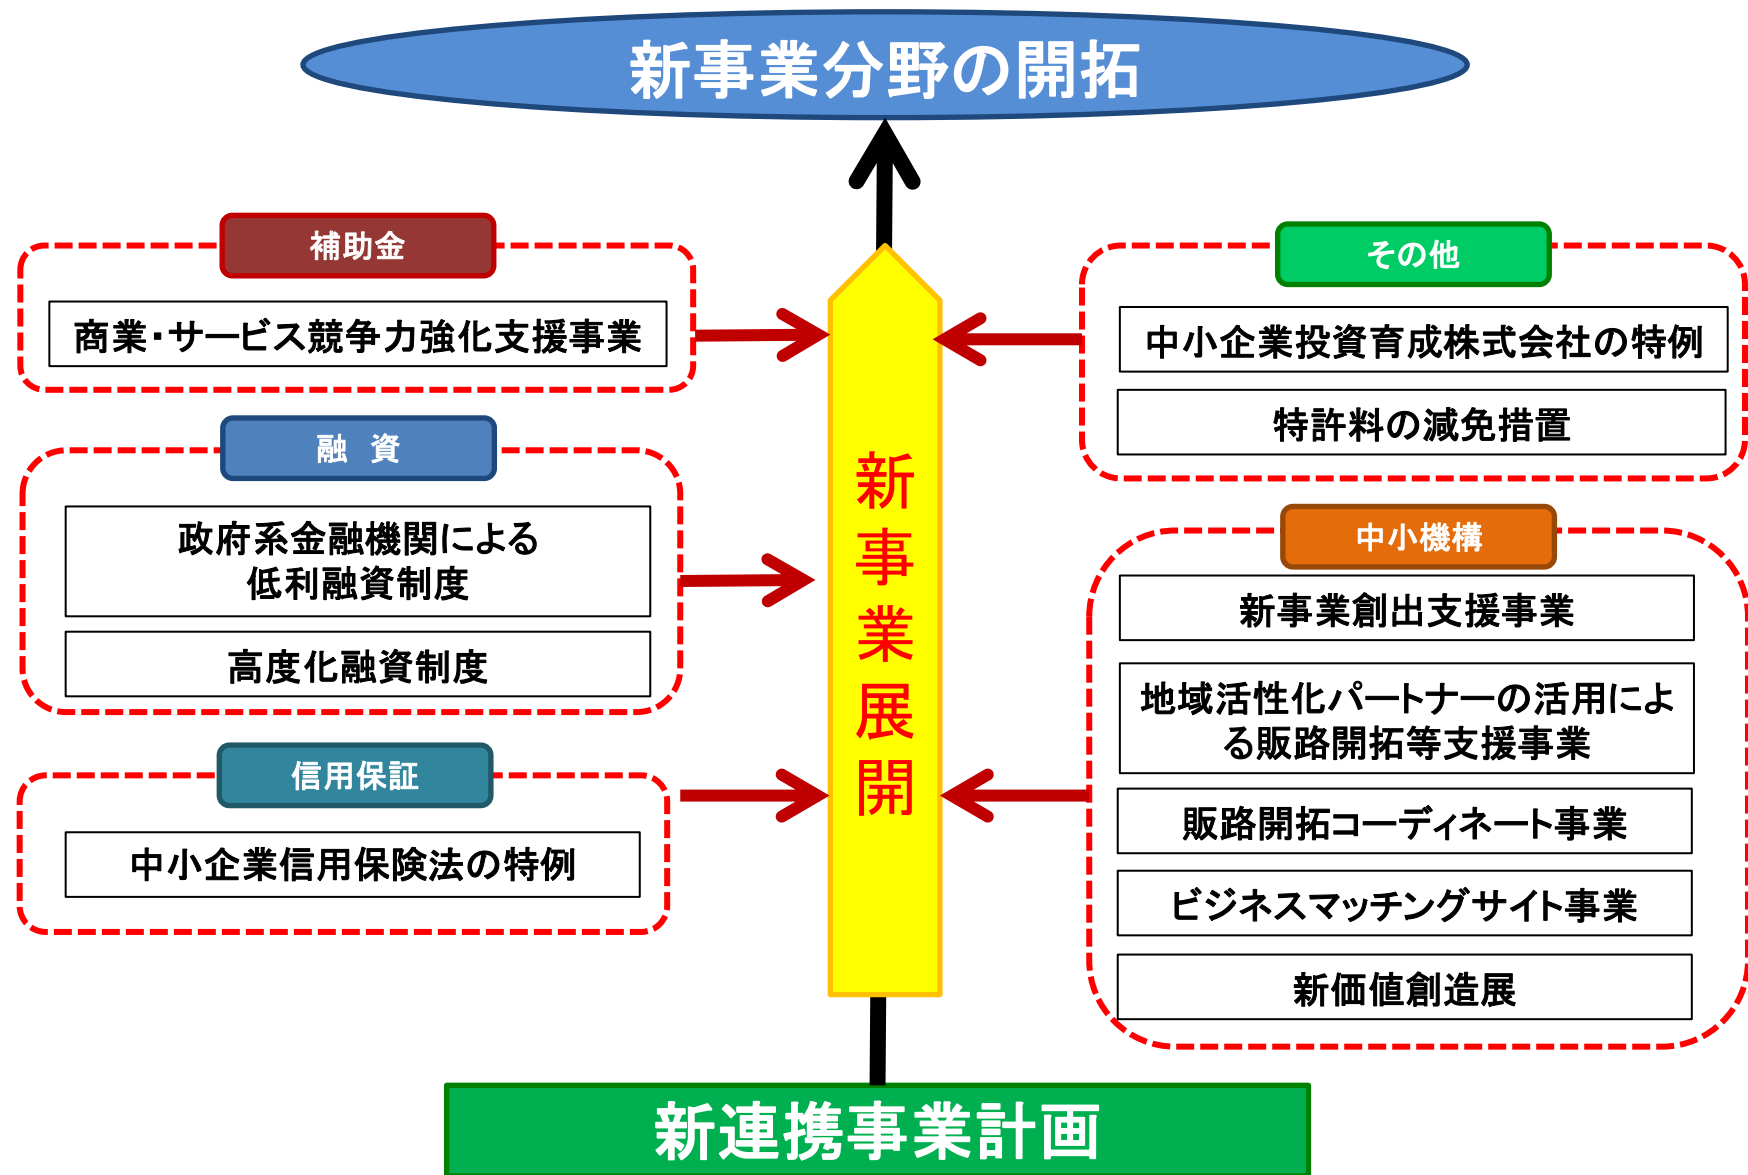 新事業分野の開拓
補助金
商業・サービス競争力強化支援事業
融　資
政府系金融機関による
低利融資制度
高度化融資制度
信用保証
中小企業信用保険法の特例
新事業展開
その他
中小企業投資育成株式会社の特例
特許料の減免措置
中小機構
新事業創出支援事業
地域活性化パートナーの活用によ
る販路開拓等支援事業
販路開拓コーディネート事業
ビジネスマッチングサイト事業
新価値創造展
新連携事業計画